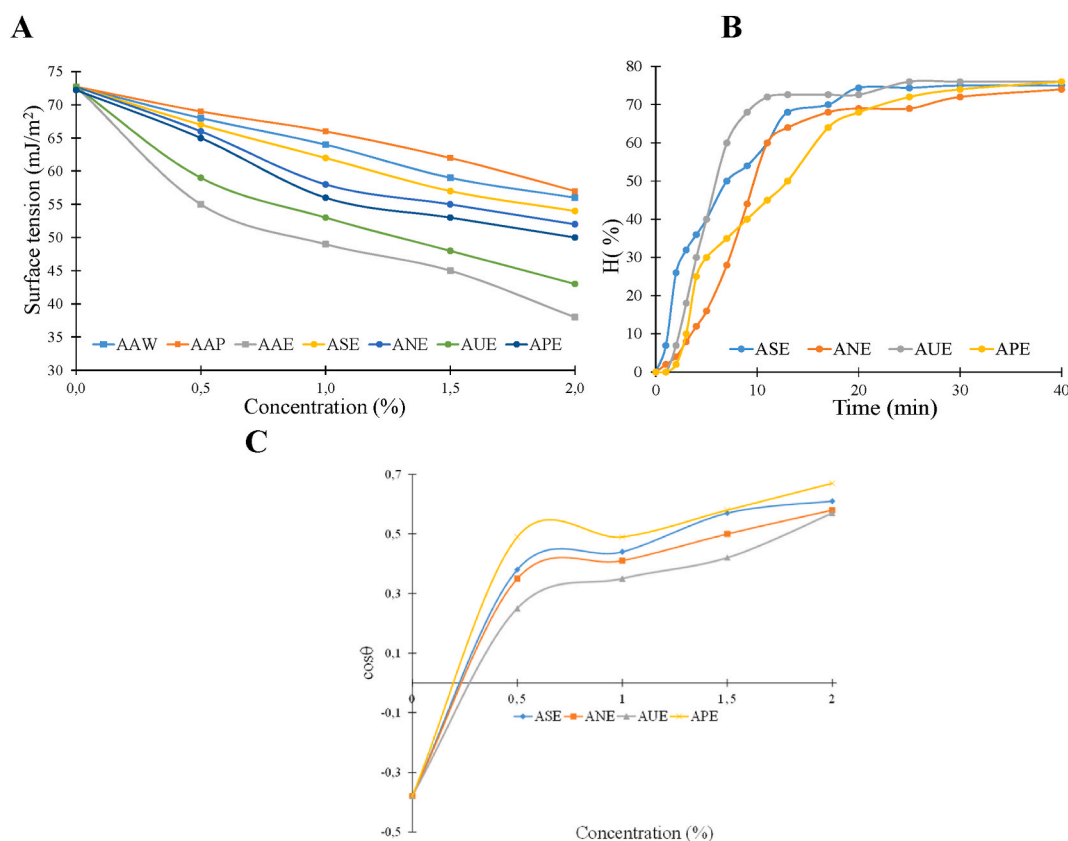 A
Surface tension (mJ/m²)
75
70
65
60
55
50
45
40
35
30
AAW AAP AAE ASE ANE AUE APE
0,0 0,5 1,0 1,5 2,0
Concentration (%)
B
H( %)
80
70
60
50
40
30
20
10
0
ASE ANE AUE APE
0 10 20 30 40
Time (min)
C
cosθ
0,7
0,5
0,3
0,1
-0,1
-0,3
-0,5
0 0,5 1 1,5 2
ASE ANE AUE APE
Concentration (%)